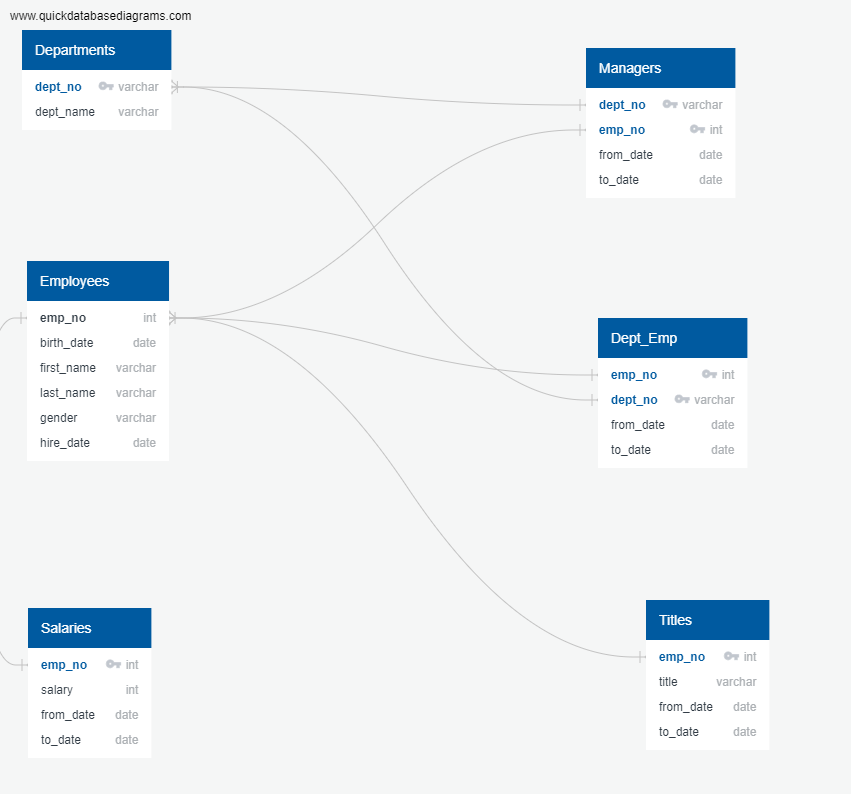 www.quickdatabasediagrams.com
Departments
dept_no varchar
dept_name varchar
Managers
dept_no varchar
emp_no int
from_date date
to_date date
Employees
emp_no int
birth_date date
first_name varchar
last_name varchar
gender varchar
hire_date date
Dept_Emp
emp_no int
dept_no varchar
from_date date
to_date date
Salaries
emp_no int
salary int
from_date date
to_date date
Titles
emp_no int
title varchar
from_date date
to_date date